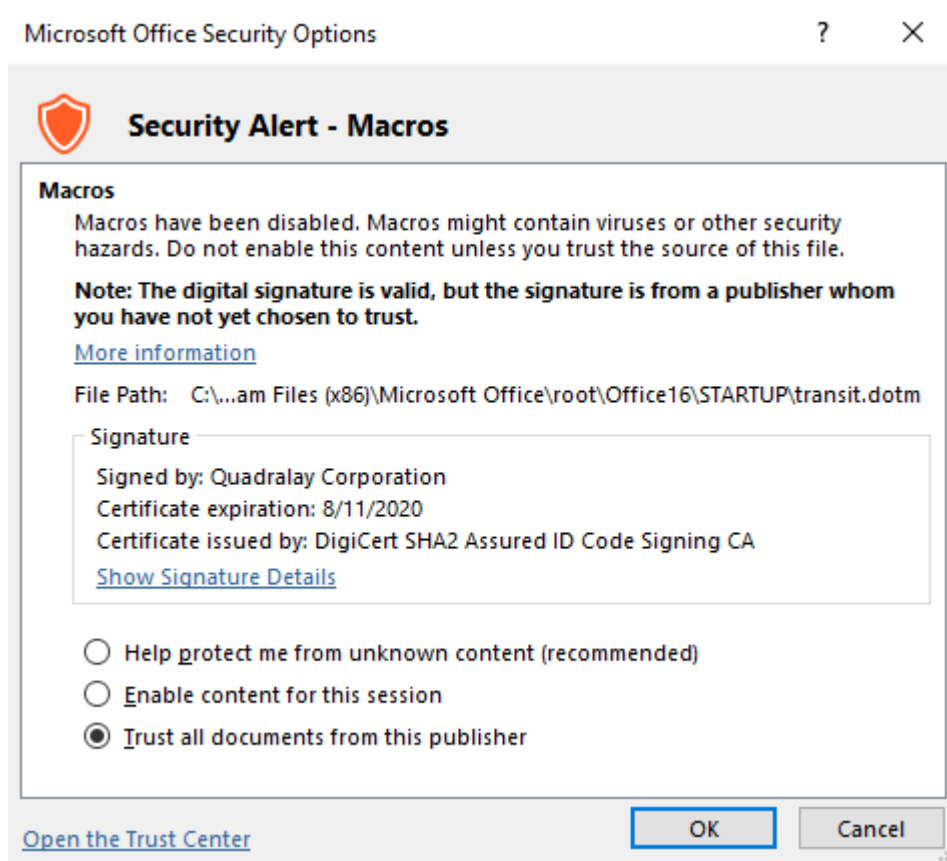 Microsoft Office Security Options
Security Alert - Macros
Macros
Macros have been disabled. Macros might contain viruses or other security
hazards. Do not enable this content unless you trust the source of this file.
Note: The digital signature is valid, but the signature is from a publisher whom
you have not yet chosen to trust.
More information
File Path: C:\...am Files (x86)\Microsoft Office\root\Office16\STARTUP\transit.dotm
Signature
Signed by: Quadralay Corporation
Certificate expiration: 8/11/2020
Certificate issued by: DigiCert SHA2 Assured ID Code Signing CA
Show Signature Details
Help protect me from unknown content (recommended)
Enable content for this session
Trust all documents from this publisher
Open the Trust Center
OK
Cancel